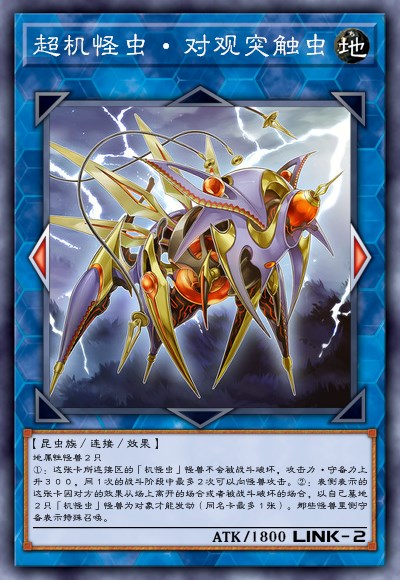 超机怪虫・对观突触虫 地
【昆虫族／连接／效果】
地属性怪兽２只
①：这张卡所连接区的「机怪虫」怪兽不会被战斗破坏，攻击力・守备力上
升３００，同１次的战斗阶段中最多２次可以向怪兽攻击。②：表侧表示的
这张卡因对方的效果从场上离开的场合或者被战斗破坏的场合，以自己墓地
２只「机怪虫」怪兽为对象才能发动（同名卡最多１张）。那些怪兽里侧守
备表示特殊召唤。
ATK/1800 LINK-2